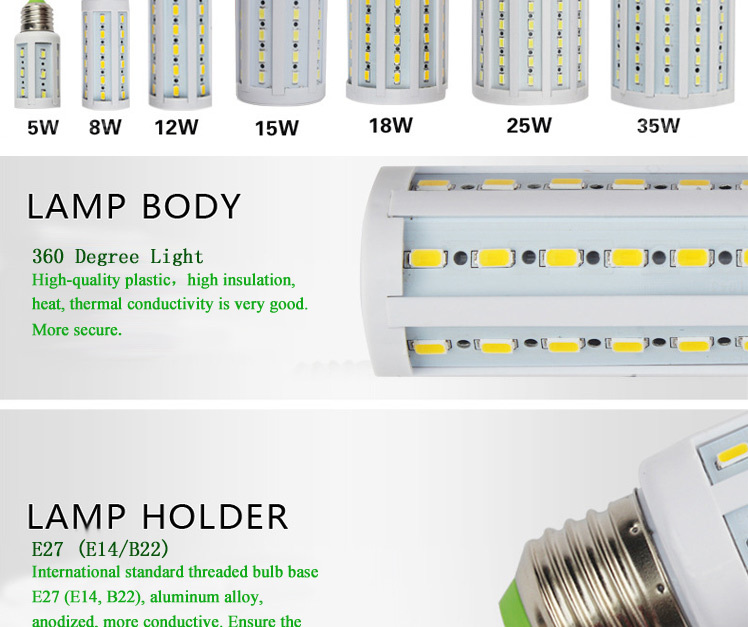 5W 8W 12W 15W 18W 25W 35W
LAMP BODY
360 Degree Light
High-quality plastic，high insulation,
heat, thermal conductivity is very good.
More secure.
LAMP HOLDER
E27 (E14/B22)
International standard threaded bulb base
E27 (E14, B22), aluminum alloy,
anodized, more conductive. Ensure the